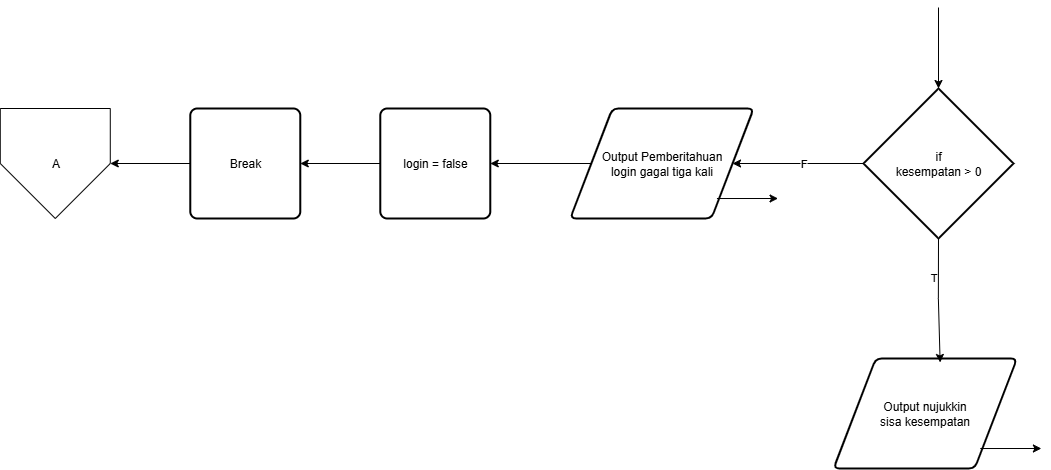 A
Break
login = false
Output Pemberitahuan
login gagal tiga kali
F
if
kesempatan > 0
T
Output nujukkin
sisa kesempatan